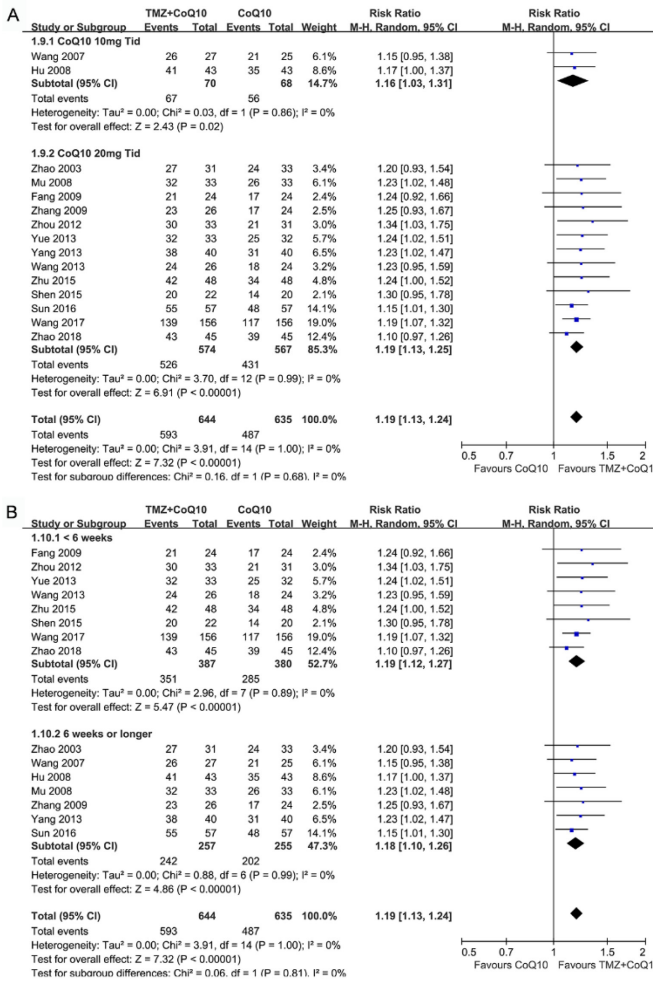 A
TMZ+CoQ10 CoQ10 Risk Ratio Risk Ratio
Study or Subgroup Events Total Events Total Weight M-H, Random, 95% CI M-H, Random, 95% CI
1.9.1 CoQ10 10mg Tid
Wang 2007 26 27 21 25 6.1% 1.15 [0.95, 1.38]
Hu 2008 41 43 35 43 8.6% 1.17 [1.00, 1.37]
Subtotal (95% CI) 70 68 14.7% 1.16 [1.03, 1.31]
Total events 67 56
Heterogeneity: Tau² = 0.00; Chi² = 0.03, df = 1 (P = 0.86); I² = 0%
Test for overall effect: Z = 2.43 (P = 0.02)
1.9.2 CoQ10 20mg Tid
Zhao 2003 27 31 24 33 3.4% 1.20 [0.93, 1.54]
Mu 2008 32 33 26 33 6.1% 1.23 [1.02, 1.48]
Fang 2009 21 24 17 24 2.4% 1.24 [0.92, 1.66]
Zhang 2009 23 26 17 24 2.6% 1.25 [0.93, 1.67]
Zhou 2012 30 33 21 31 3.0% 1.34 [1.03, 1.75]
Yue 2013 32 33 25 32 5.7% 1.24 [1.02, 1.51]
Yang 2013 38 40 31 40 6.5% 1.23 [1.02, 1.47]
Wang 2013 24 26 18 24 3.2% 1.23 [0.95, 1.59]
Zhu 2015 42 48 34 48 4.8% 1.24 [1.00, 1.52]
Shen 2015 20 22 14 20 2.1% 1.30 [0.95, 1.78]
Sun 2016 55 57 48 57 14.1% 1.15 [1.01, 1.30]
Wang 2017 139 156 117 156 19.0% 1.19 [1.07, 1.32]
Zhao 2018 43 45 39 45 12.4% 1.10 [0.97, 1.26]
Subtotal (95% CI) 574 567 85.3% 1.19 [1.13, 1.25]
Total events 526 431
Heterogeneity: Tau² = 0.00; Chi² = 3.70, df = 12 (P = 0.99); I² = 0%
Test for overall effect: Z = 6.91 (P < 0.00001)
Total (95% CI) 644 635 100.0% 1.19 [1.13, 1.24]
Total events 593 487
Heterogeneity: Tau² = 0.00; Chi² = 3.91, df = 14 (P = 1.00); I² = 0%
Test for overall effect: Z = 7.32 (P < 0.00001)
Test for subgroup differences: Chi² = 0.16, df = 1 (P = 0.68), I² = 0%
0.5 1 1.5 2
Favours CoQ10 Favours TMZ+CoQ1
B
TMZ+CoQ10 CoQ10 Risk Ratio Risk Ratio
Study or Subgroup Events Total Events Total Weight M-H, Random, 95% CI M-H, Random, 95% CI
1.10.1 < 6 weeks
Fang 2009 21 24 17 24 2.4% 1.24 [0.92, 1.66]
Zhou 2012 30 33 21 31 3.0% 1.34 [1.03, 1.75]
Yue 2013 32 33 25 32 5.7% 1.24 [1.02, 1.51]
Wang 2013 24 26 18 24 3.2% 1.23 [0.95, 1.59]
Zhu 2015 42 48 34 48 4.8% 1.24 [1.00, 1.52]
Shen 2015 20 22 14 20 2.1% 1.30 [0.95, 1.78]
Wang 2017 139 156 117 156 19.0% 1.19 [1.07, 1.32]
Zhao 2018 43 45 39 45 12.4% 1.10 [0.97, 1.26]
Subtotal (95% CI) 387 380 52.7% 1.19 [1.12, 1.27]
Total events 351 285
Heterogeneity: Tau² = 0.00; Chi² = 2.96, df = 7 (P = 0.89); I² = 0%
Test for overall effect: Z = 5.47 (P < 0.00001)
1.10.2 6 weeks or longer
Zhao 2003 27 31 24 33 3.4% 1.20 [0.93, 1.54]
Wang 2007 26 27 21 25 6.1% 1.15 [0.95, 1.38]
Hu 2008 41 43 35 43 8.6% 1.17 [1.00, 1.37]
Mu 2008 32 33 26 33 6.1% 1.23 [1.02, 1.48]
Zhang 2009 23 26 17 24 2.6% 1.25 [0.93, 1.67]
Yang 2013 38 40 31 40 6.5% 1.23 [1.02, 1.47]
Sun 2016 55 57 48 57 14.1% 1.15 [1.01, 1.30]
Subtotal (95% CI) 257 255 47.3% 1.18 [1.10, 1.26]
Total events 242 202
Heterogeneity: Tau² = 0.00; Chi² = 0.88, df = 6 (P = 0.99); I² = 0%
Test for overall effect: Z = 4.86 (P < 0.00001)
Total (95% CI) 644 635 100.0% 1.19 [1.13, 1.24]
Total events 593 487
Heterogeneity: Tau² = 0.00; Chi² = 3.91, df = 14 (P = 1.00); I² = 0%
Test for overall effect: Z = 7.32 (P < 0.00001)
Test for subgroup differences: Chi² = 0.06, df = 1 (P = 0.81), I² = 0%
0.5 1 1.5 2
Favours CoQ10 Favours TMZ+CoQ1